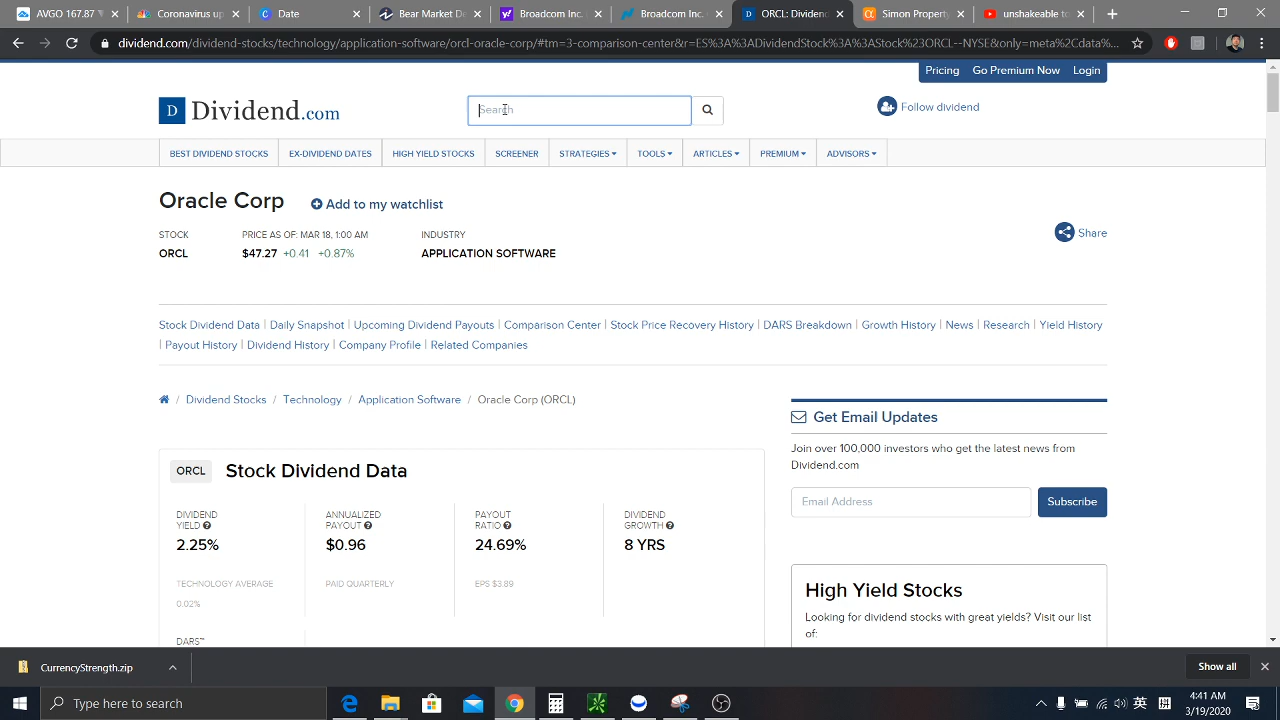 AVGO 167.87
Coronavirus up
Date
Bear Market D
Broadcom Inc.
Broadcom Inc.
ORCL: Dividen
Simon Property
unshakeable to
dividend.com/dividend-stocks/technology/application-software/orcl-oracle-corp/#tm=3-comparison-center&r=ES%3A%3ADividendStock%3A%3AStock%23ORCL--NYSE&only=meta%2Cdata%...
Pricing Go Premium Now Login
D Dividend.com
Search
Follow dividend
BEST DIVIDEND STOCKS EX-DIVIDEND DATES HIGH YIELD STOCKS SCREENER STRATEGIES TOOLS ARTICLES PREMIUM ADVISORS
Oracle Corp Add to my watchlist
STOCK PRICE AS OF: MAR 18, 1:00 AM INDUSTRY
Share
ORCL $47.27 +0.41 +0.87% APPLICATION SOFTWARE
Stock Dividend Data | Daily Snapshot | Upcoming Dividend Payouts | Comparison Center | Stock Price Recovery History | DARS Breakdown | Growth History | News | Research | Yield History
| Payout History | Dividend History | Company Profile | Related Companies
/ Dividend Stocks / Technology / Application Software / Oracle Corp (ORCL)
Get Email Updates
Join over 100,000 investors who get the latest news from
Dividend.com
Email Address Subscribe
ORCL Stock Dividend Data
DIVIDEND
YIELD
2.25%
TECHNOLOGY AVERAGE
0.02%
ANNUALIZED
PAYOUT
$0.96
PAID QUARTERLY
PAYOUT
RATIO
24.69%
EPS $3.89
DIVIDEND
GROWTH
8 YRS
DARS™
High Yield Stocks
Looking for dividend stocks with great yields? Visit our list
of:
CurrencyStrength.zip
Show all
Type here to search
英
拼
4:41 AM
3/19/2020